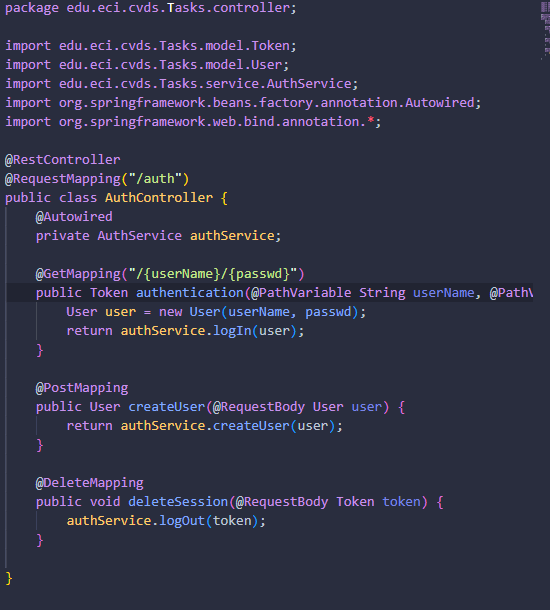 package edu.eci.cvds.Tasks.controller;
import edu.eci.cvds.Tasks.model.Token;
import edu.eci.cvds.Tasks.model.User;
import edu.eci.cvds.Tasks.service.AuthService;
import org.springframework.beans.factory.annotation.Autowired;
import org.springframework.web.bind.annotation.*;
@RestController
@RequestMapping("/auth")
public class AuthController {
@Autowired
private AuthService authService;
@GetMapping("/{userName}/{passwd}")
public Token authentication(@PathVariable String userName, @Path
User user = new User(userName, passwd);
return authService.logIn(user);
}
@PostMapping
public User createUser(@RequestBody User user) {
return authService.createUser(user);
}
@DeleteMapping
public void deleteSession(@RequestBody Token token) {
authService.logOut(token);
}
}